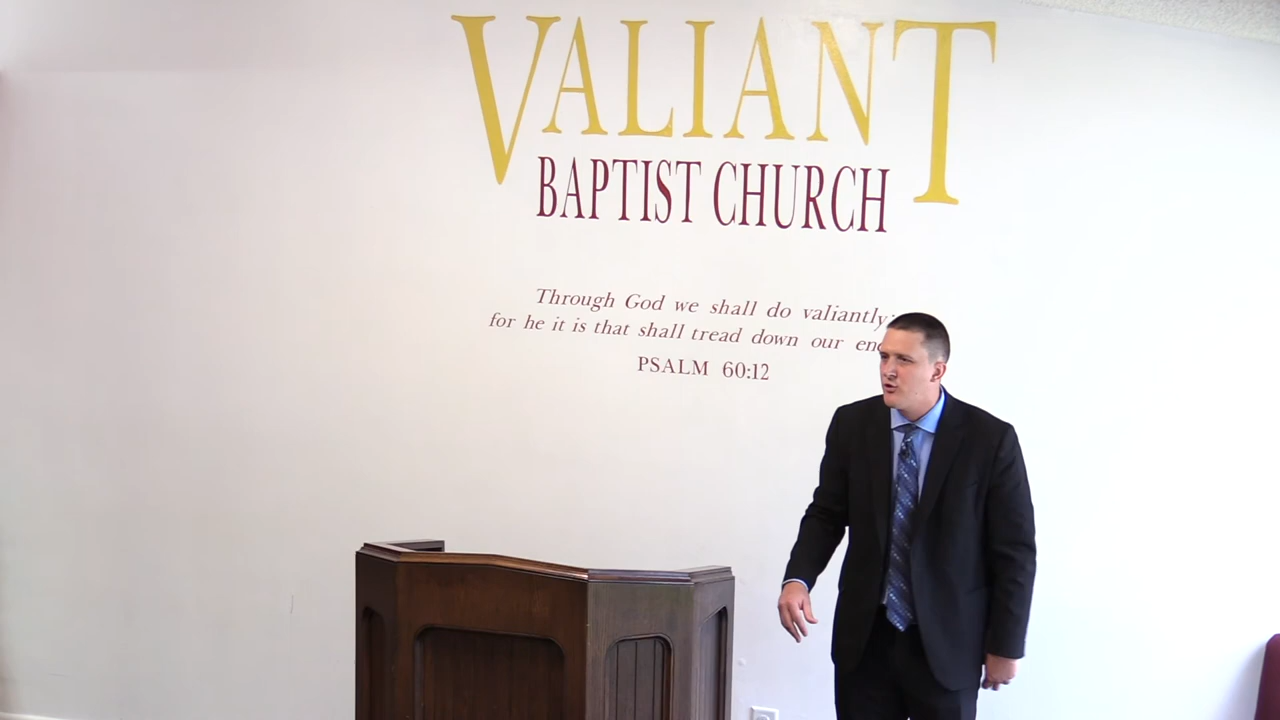 VALIANT
BAPTIST CHURCH
Through God we shall do valiantly:
for he it is that shall tread down our
PSALM 60:12